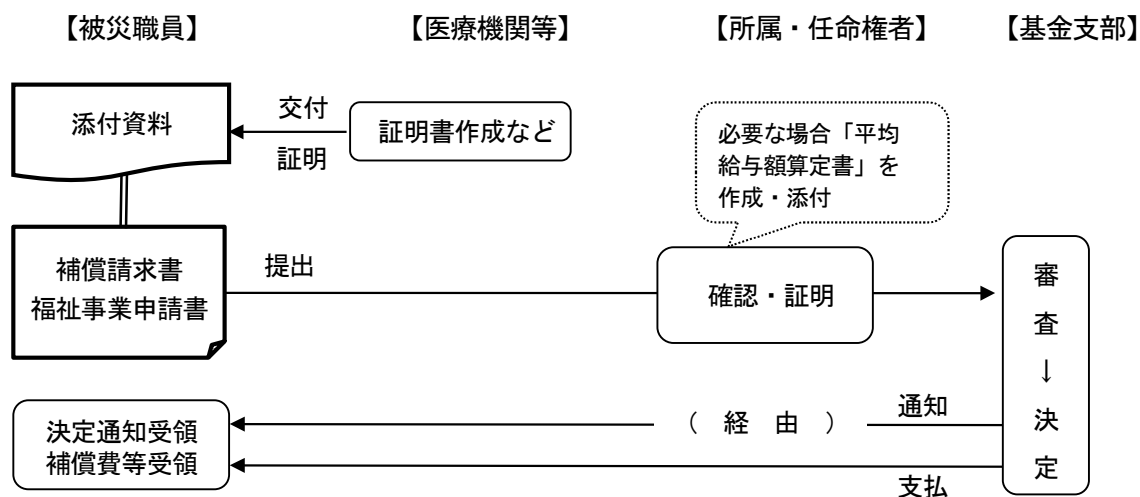 【被災職員】 【医療機関等】 【所属・任命権者】 【基金支部】
添付資料
交付
証明
証明書作成など
必要な場合「平均
給与額算定書」を
作成・添付
補償請求書
福祉事業申請書
提出
確認・証明
審
査
↓
決
定
通知
（ 経 由 ）
決定通知受領
補償費等受領
支払